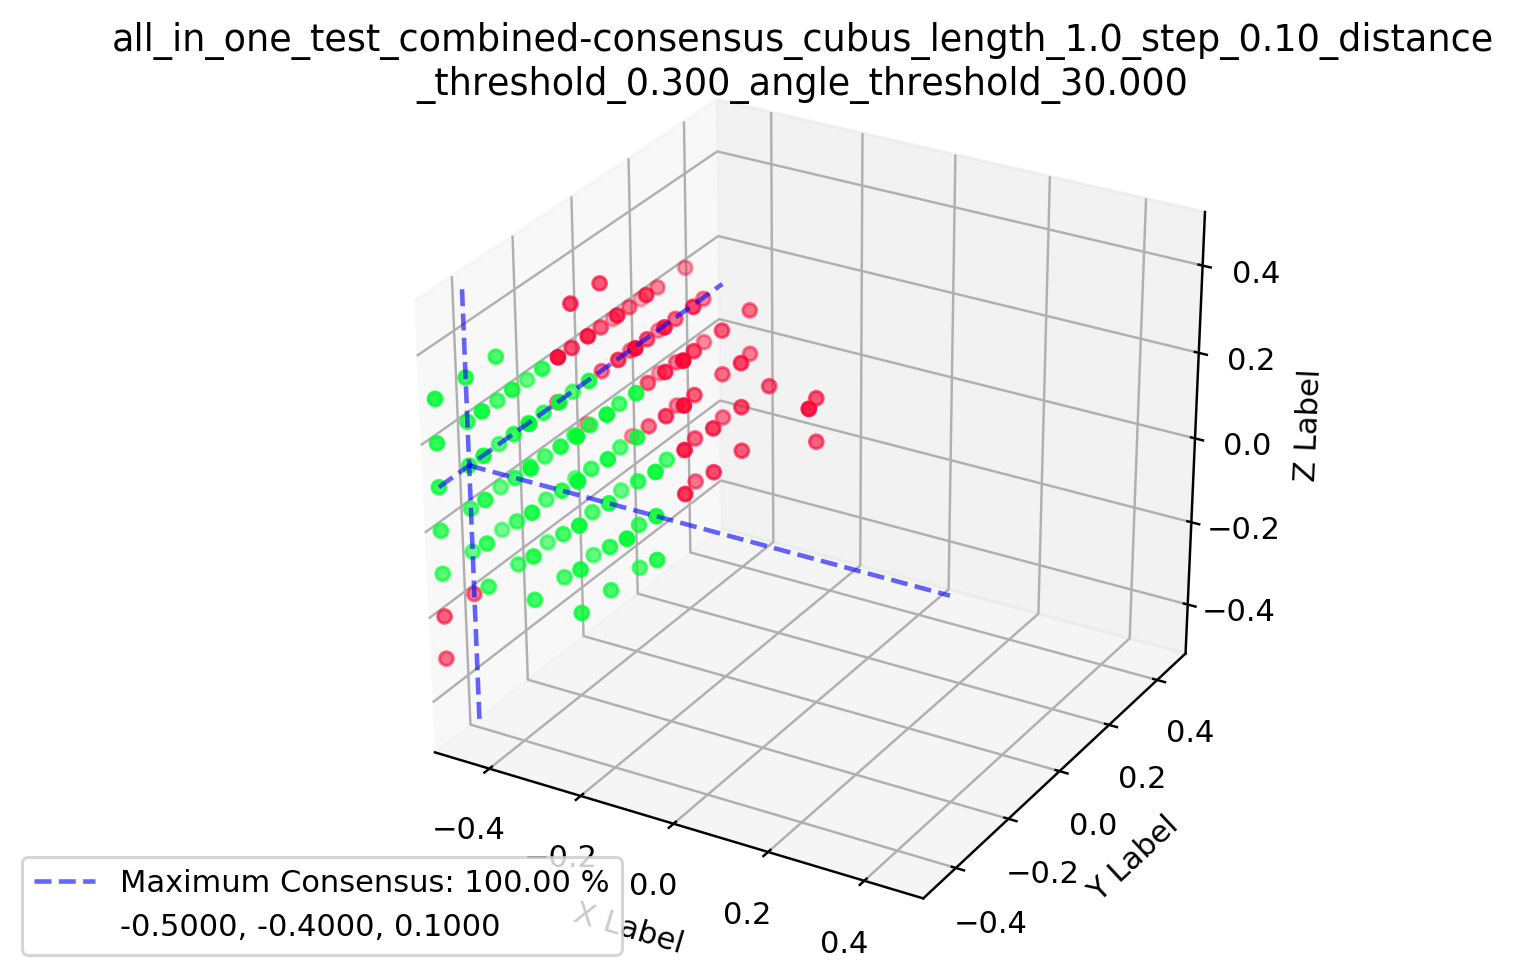 all_in_one_test_combined-consensus_cubus_length_1.0_step_0.10_distance
_threshold_0.300_angle_threshold_30.000
0.4
0.2
0.0
−0.2
−0.4
Z Label
0.4
0.2
0.0
−0.2
−0.4
Y Label
−0.4
−0.2
0.0
0.2
0.4
X Label
Maximum Consensus: 100.00 %
-0.5000, -0.4000, 0.1000